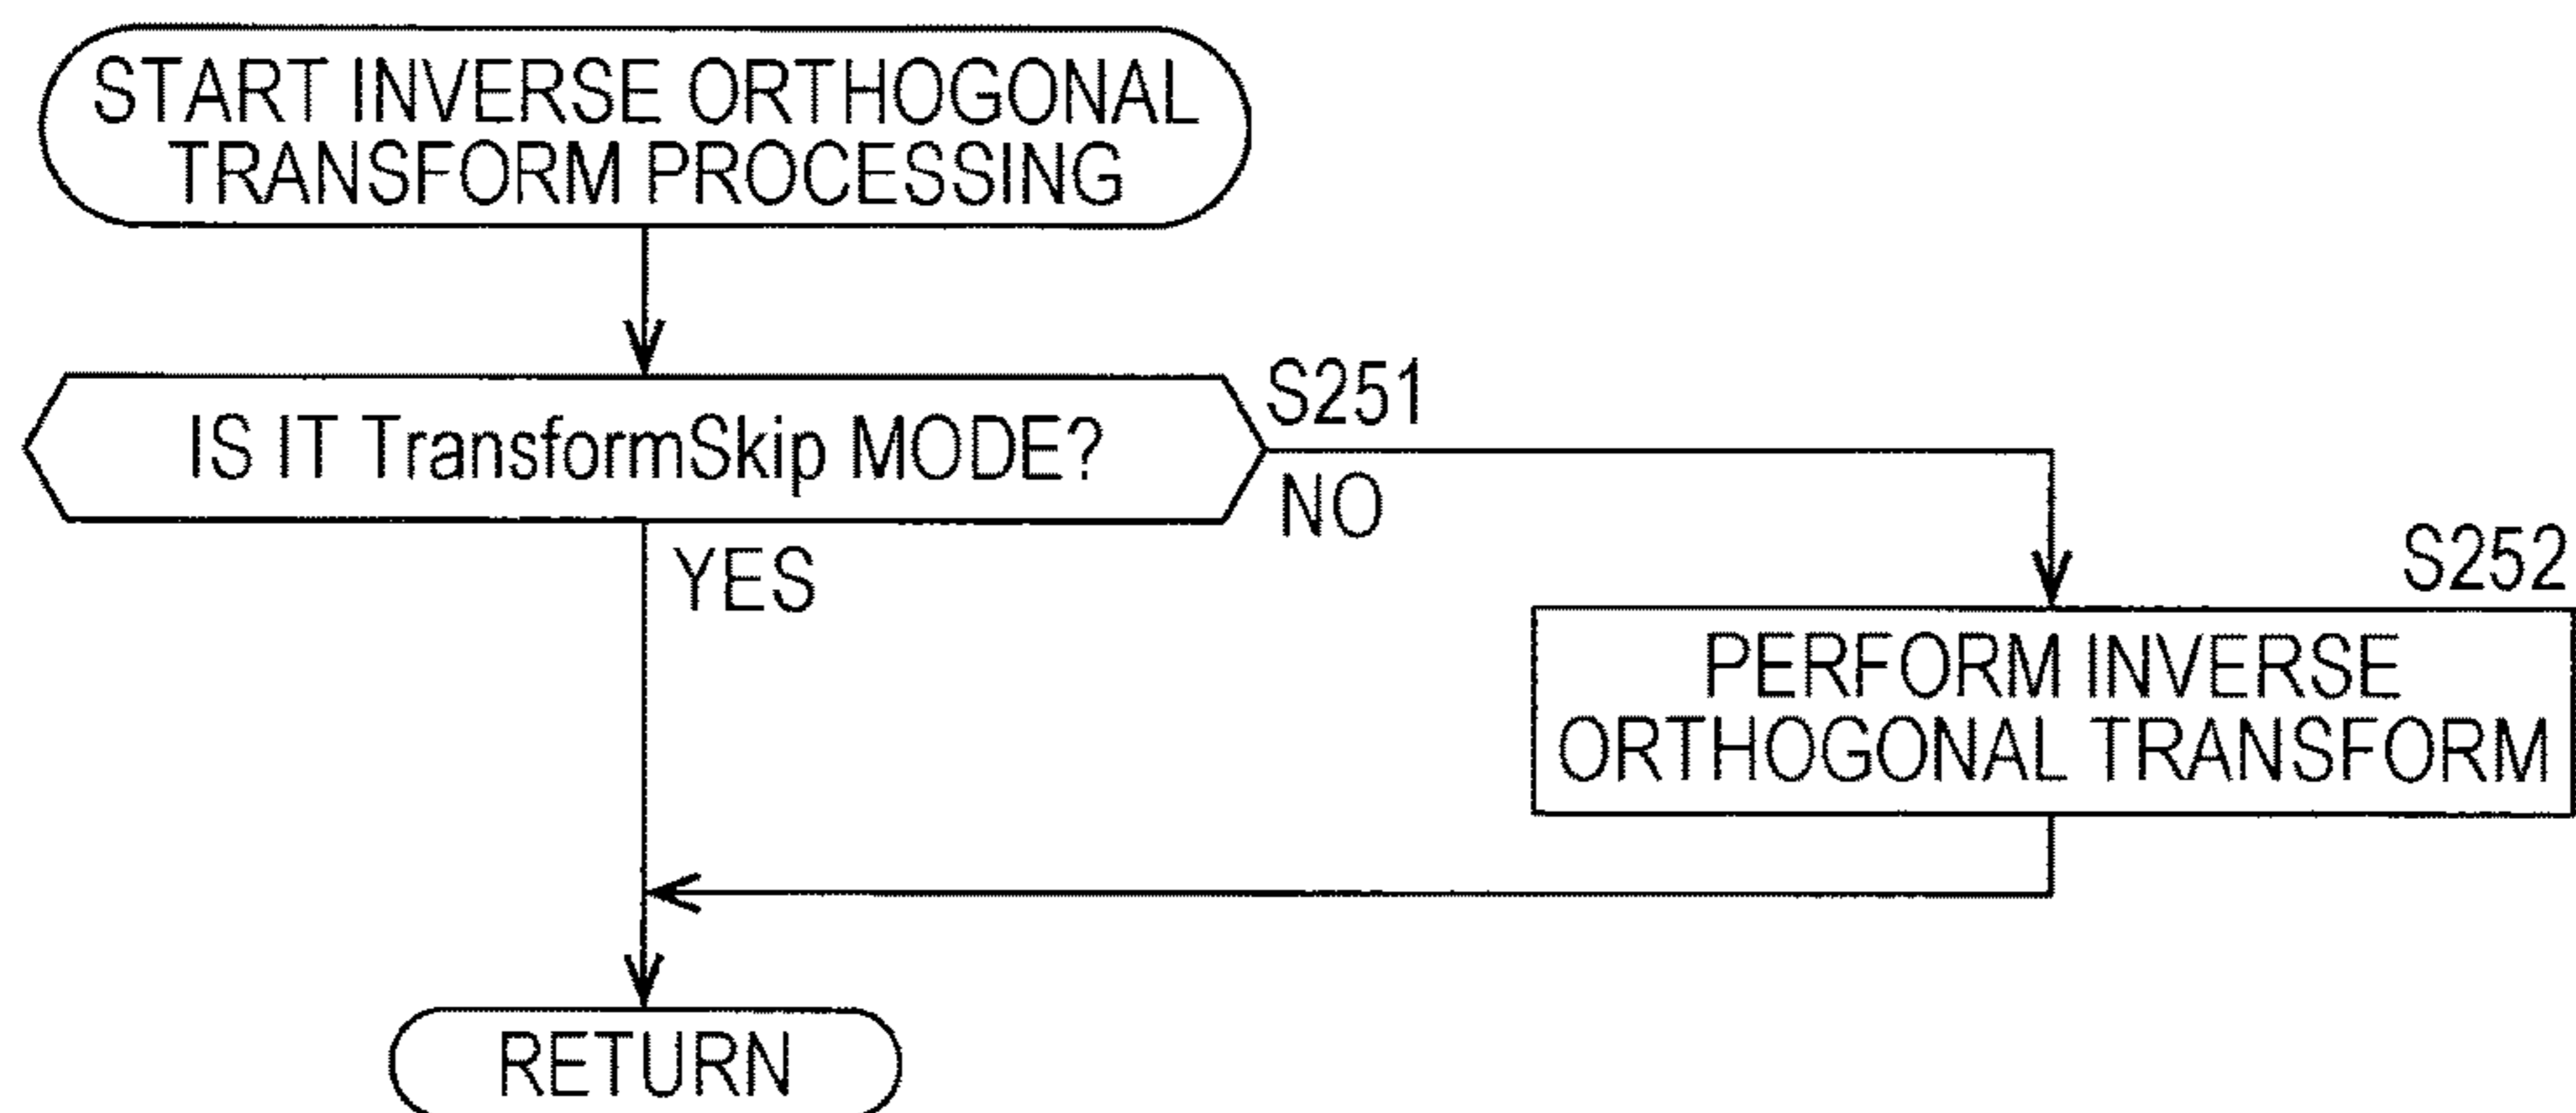 START INVERSE ORTHOGONAL
TRANSFORM PROCESSING
S251
IS IT TransformSkip MODE?
NO
YES
S252
PERFORM INVERSE
ORTHOGONAL TRANSFORM
RETURN